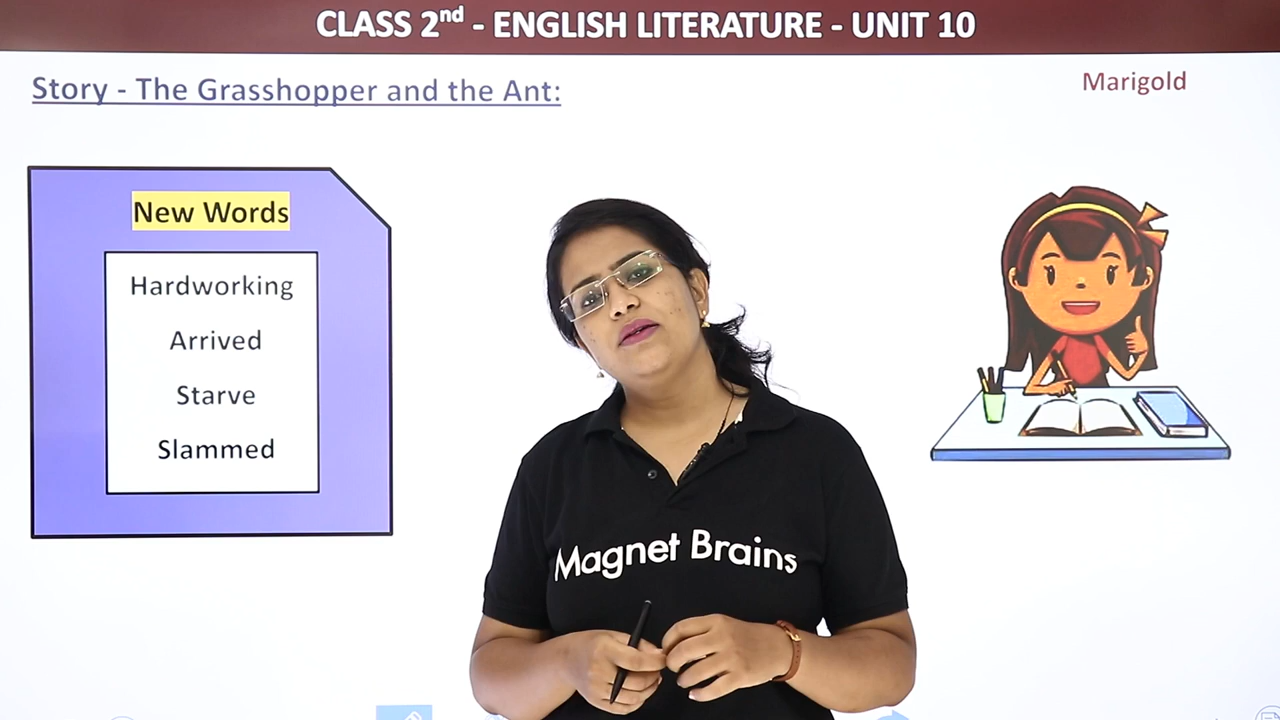 CLASS 2nd - ENGLISH LITERATURE - UNIT 10
Story - The Grasshopper and the Ant:
Marigold
New Words
Hardworking
Arrived
Starve
Slammed
Magnet Brains